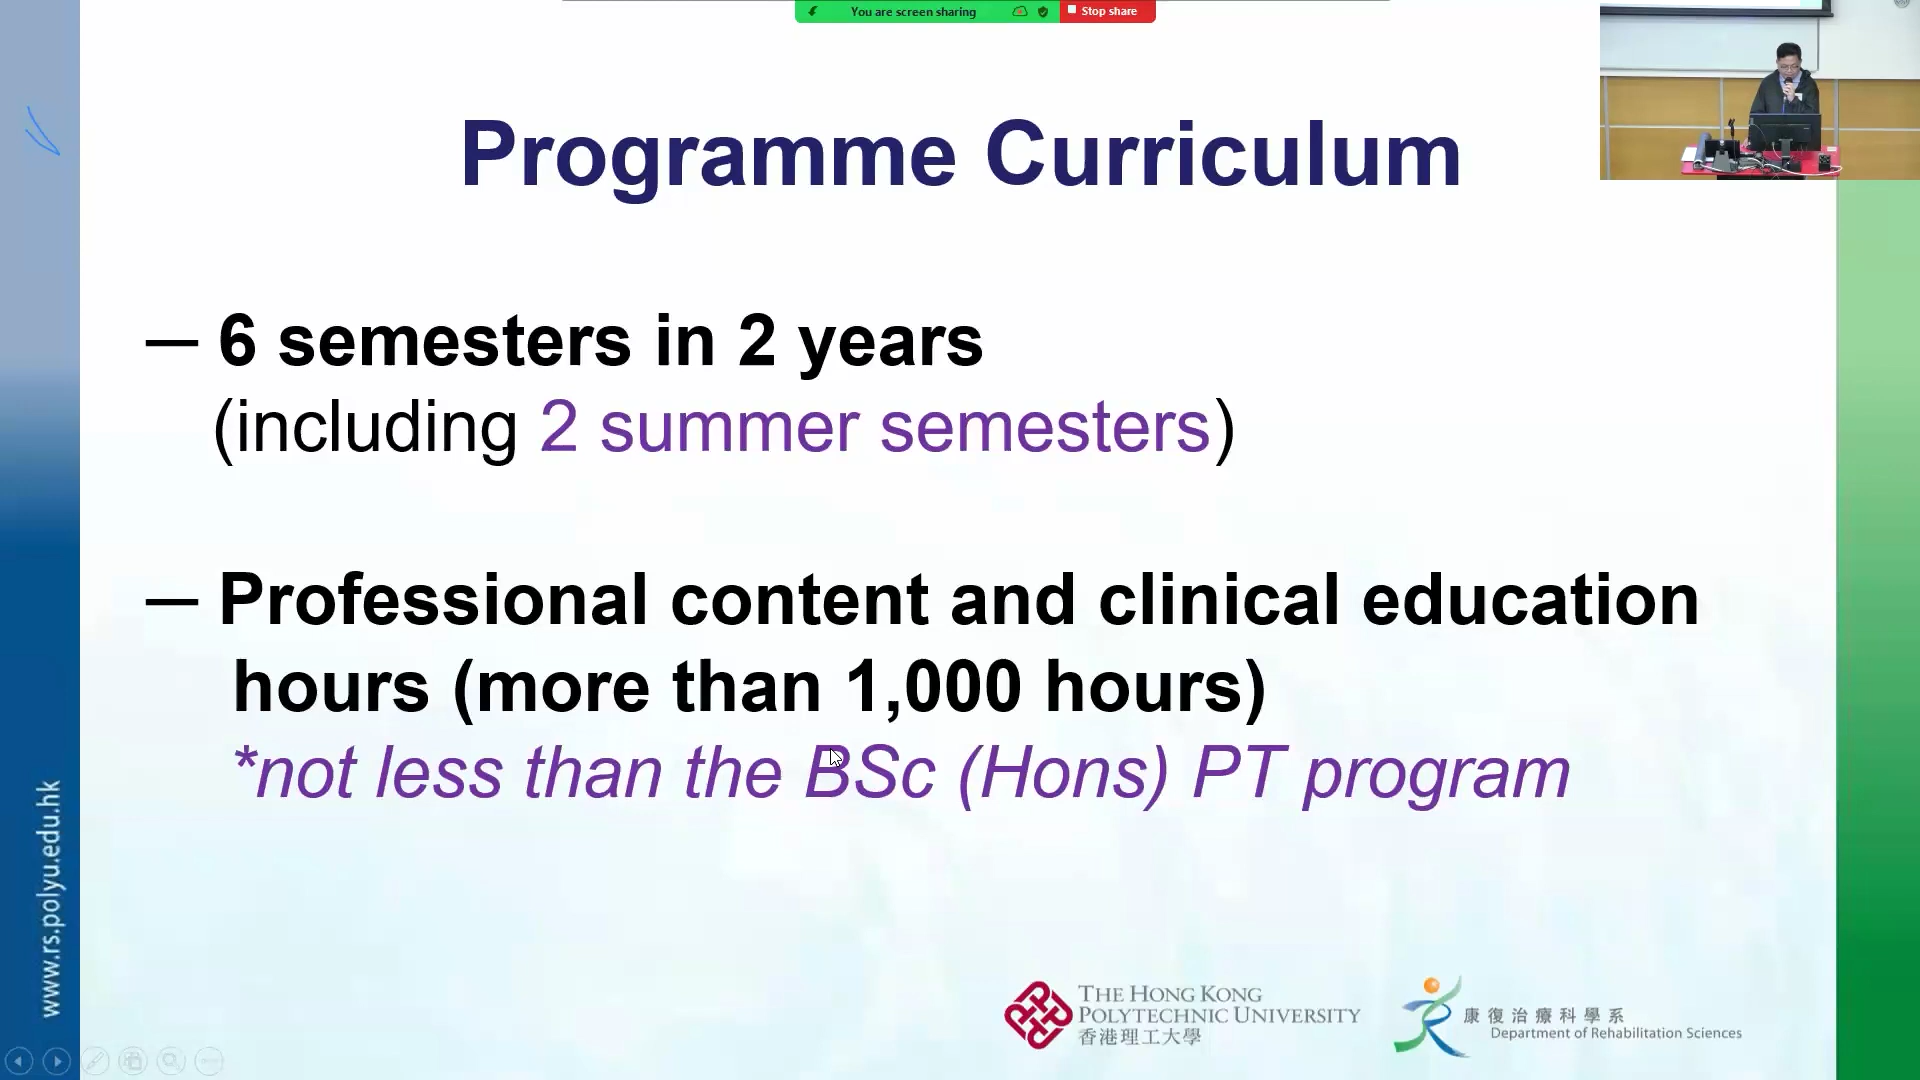 You are screen sharing
Stop share
Programme Curriculum
— 6 semesters in 2 years
(including 2 summer semesters)
— Professional content and clinical education
hours (more than 1,000 hours)
*not less than the BSc (Hons) PT program
www.rs.polyu.edu.hk
THE HONG KONG
POLYTECHNIC UNIVERSITY
香港理工大學
康復治療科學系
Department of Rehabilitation Sciences